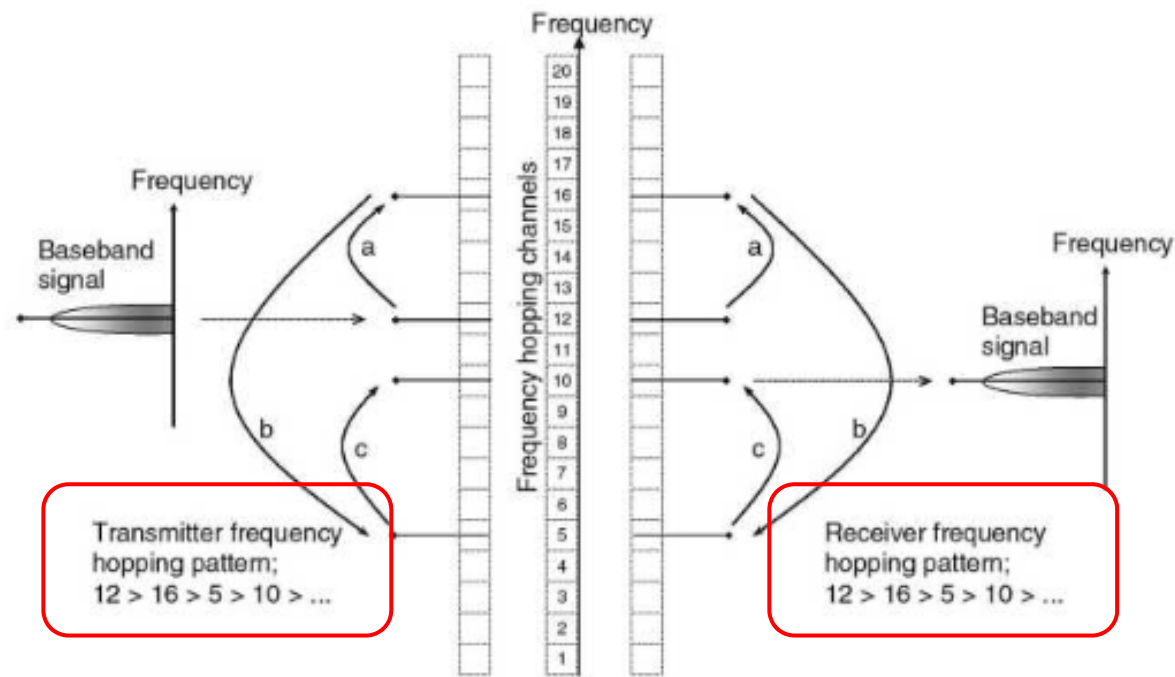 Frequency
20
19
18
17
16
15
14
13
12
11
10
9
8
7
6
5
4
3
2
1
Frequency hopping channels
Frequency
Baseband
signal
a
b
c
Transmitter frequency
hopping pattern;
12 > 16 > 5 > 10 > ...
a
b
c
Frequency
Baseband
signal
Receiver frequency
hopping pattern;
12 > 16 > 5 > 10 > ...